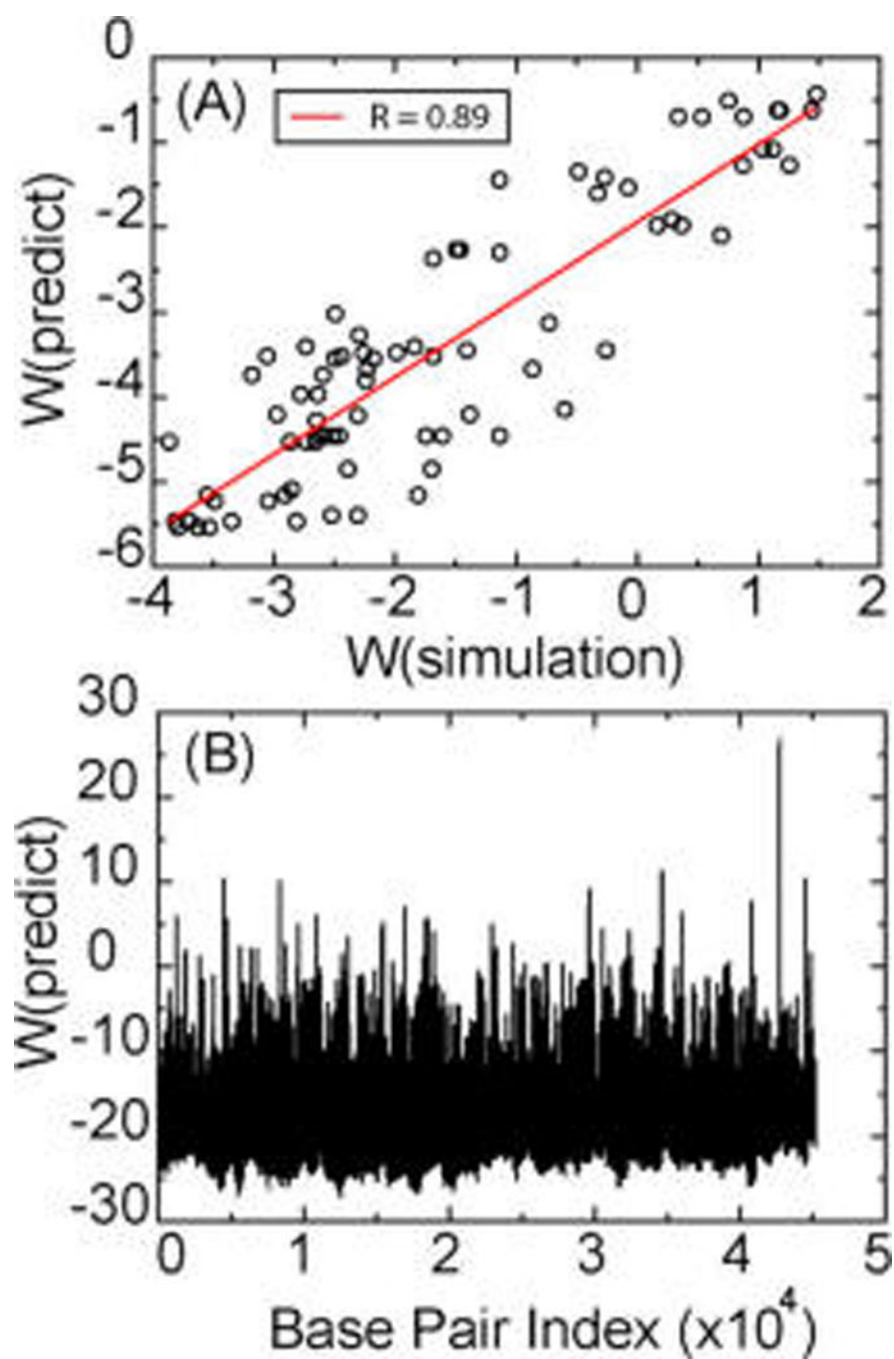 0
(A)
R = 0.89
-1
-2
-3
-4
-5
-6
W(predict)
-4 -3 -2 -1 0 1 2
W(simulation)
30
(B)
20
10
0
-10
-20
-30
W(predict)
0 1 2 3 4 5
Base Pair Index (x10⁴)